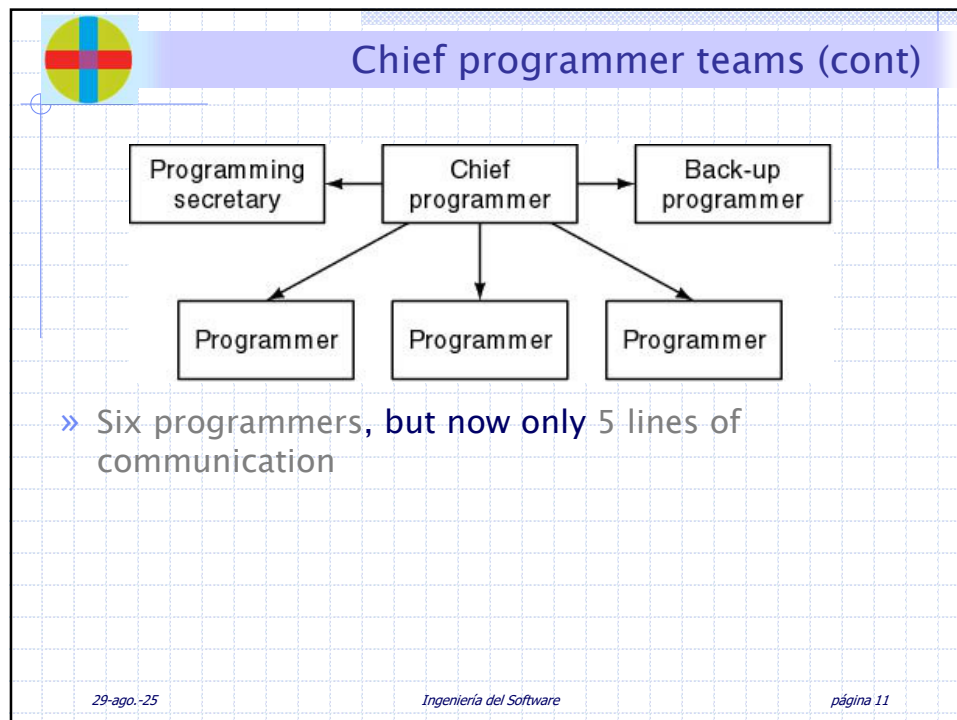 Chief programmer teams (cont)
Programming
secretary
Chief
programmer
Back-up
programmer
Programmer
Programmer
Programmer
» Six programmers, but now only 5 lines of
communication
29-ago.-25
Ingeniería del Software
página 11